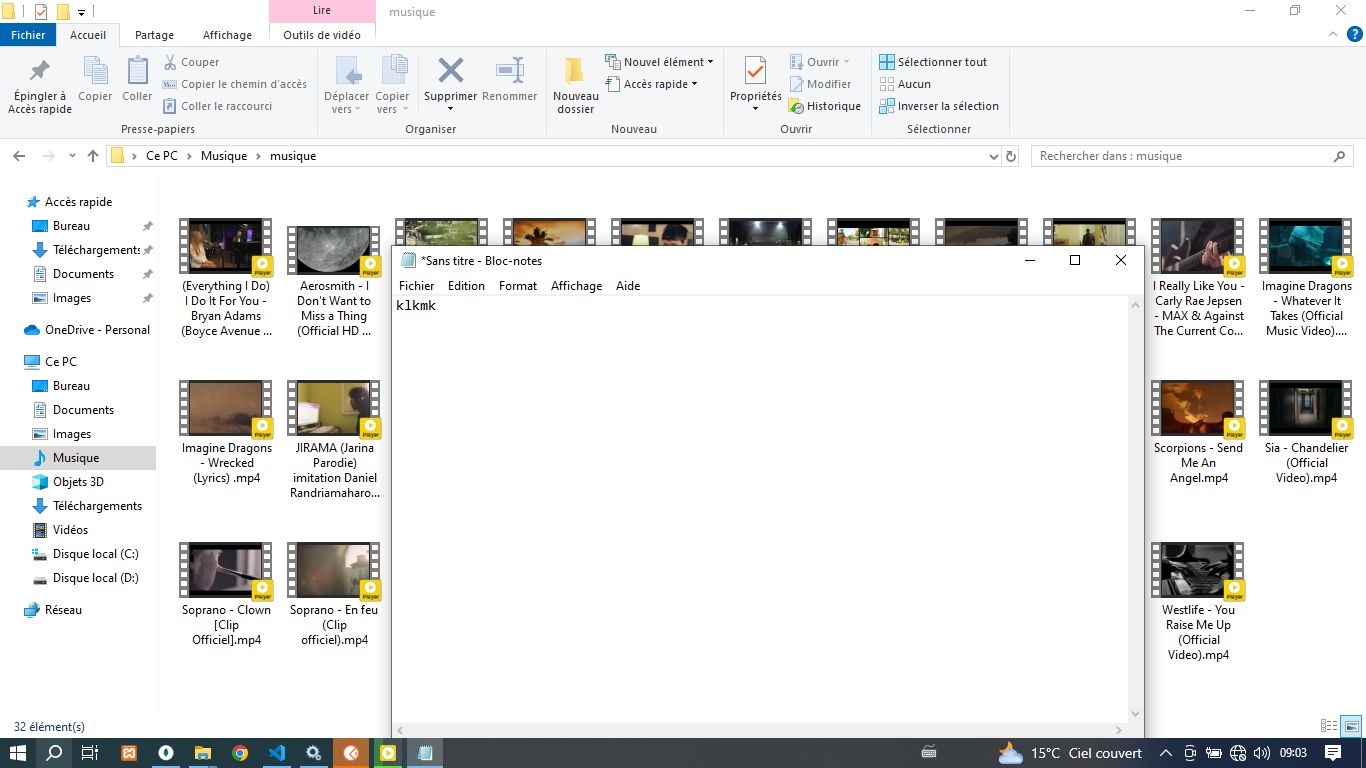 Lire
musique
Fichier
Accueil
Partage
Affichage
Outils de vidéo
Épingler à
Accès rapide
Copier
Coller
Couper
Copier le chemin d'accès
Coller le raccourci
Presse-papiers
Déplacer
vers
Copier
vers
Supprimer
Renommer
Organiser
Nouveau
dossier
Nouvel élément
Accès rapide
Nouveau
Propriétés
Ouvrir
Modifier
Historique
Ouvrir
Sélectionner tout
Aucun
Inverser la sélection
Sélectionner
Ce PC
Musique
musique
Rechercher dans : musique
Accès rapide
Bureau
Téléchargements
Documents
Images
OneDrive - Personal
Ce PC
Bureau
Documents
Images
Musique
Objets 3D
Téléchargements
Vidéos
Disque local (C:)
Disque local (D:)
Réseau
(Everything I Do)
I Do It For You -
Bryan Adams
(Boyce Avenue ...
Aerosmith - I
Don't Want to
Miss a Thing
(Official HD ...
I Really Like You -
Carly Rae Jepsen
- MAX & Against
The Current Co...
Imagine Dragons
- Whatever It
Takes (Official
Music Video)....
Imagine Dragons
- Wrecked
(Lyrics) .mp4
JIRAMA (Jarina
Parodie)
imitation Daniel
Randriamaharo...
Scorpions - Send
Me An
Angel.mp4
Sia - Chandelier
(Official
Video).mp4
Soprano - Clown
[Clip
Officiel].mp4
Soprano - En feu
(Clip
officiel).mp4
Westlife - You
Raise Me Up
(Official
Video).mp4
*Sans titre - Bloc-notes
Fichier
Edition
Format
Affichage
Aide
klkmk
32 élément(s)
15°C Ciel couvert
09:03